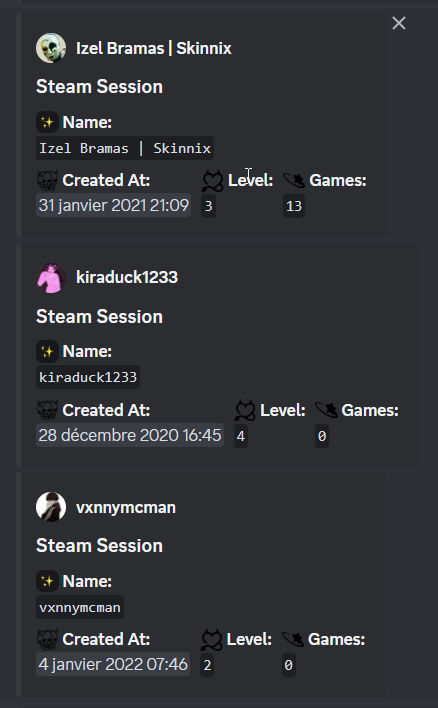 Izel Bramas | Skinnix
Steam Session
Name:
Izel Bramas | Skinnix
Created At: Level: Games:
31 janvier 2021 21:09 3 13
kiraduck1233
Steam Session
Name:
kiraduck1233
Created At: Level: Games:
28 décembre 2020 16:45 4 0
vxnnymcman
Steam Session
Name:
vxnnymcman
Created At: Level: Games:
4 janvier 2022 07:46 2 0